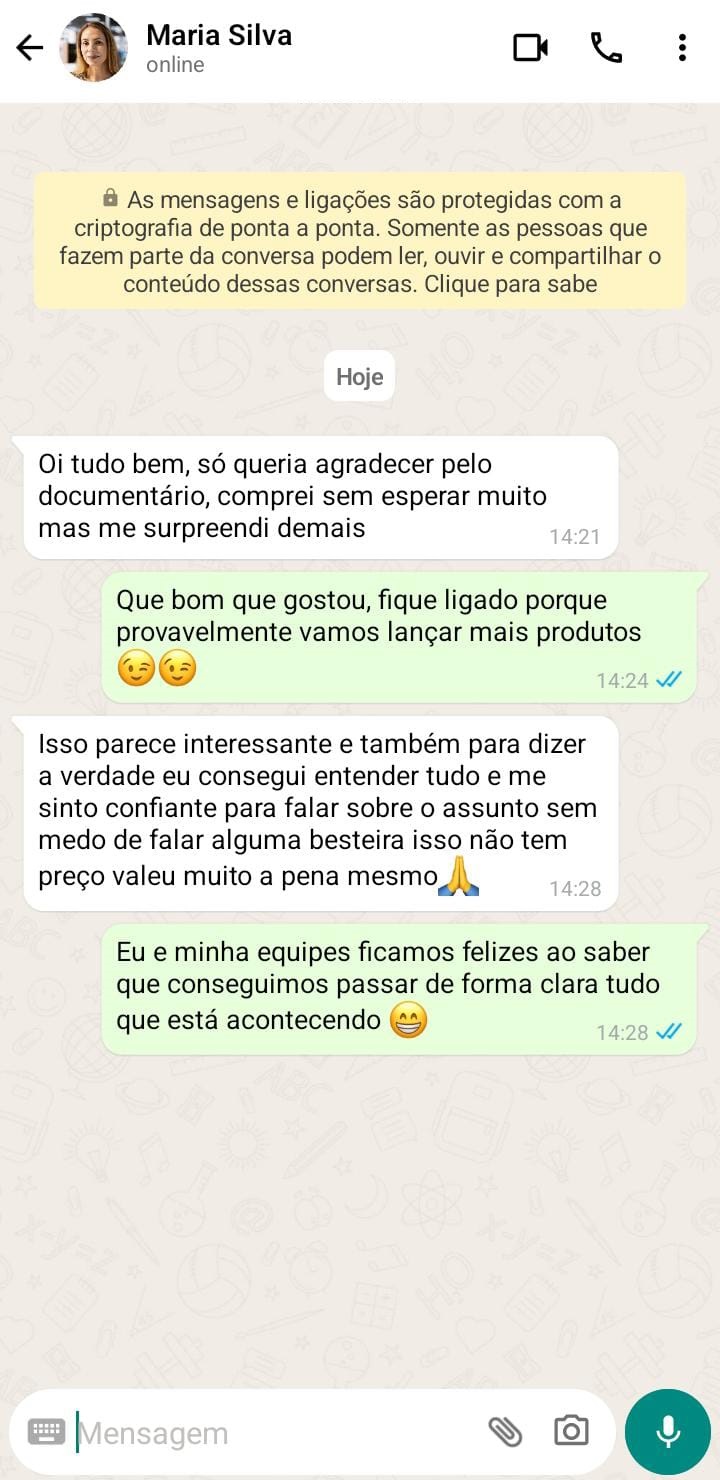 Maria Silva
online
As mensagens e ligações são protegidas com a
criptografia de ponta a ponta. Somente as pessoas que
fazem parte da conversa podem ler, ouvir e compartilhar o
conteúdo dessas conversas. Clique para sabe
Hoje
Oi tudo bem, só queria agradecer pelo
documentário, comprei sem esperar muito
mas me surpreendi demais
14:21
Que bom que gostou, fique ligado porque
provavelmente vamos lançar mais produtos
😉😉
14:24
Isso parece interessante e também para dizer
a verdade eu consegui entender tudo e me
sinto confiante para falar sobre o assunto sem
medo de falar alguma besteira isso não tem
preço valeu muito a pena mesmo🙏
14:28
Eu e minha equipes ficamos felizes ao saber
que conseguimos passar de forma clara tudo
que está acontecendo 😁
14:28
Mensagem